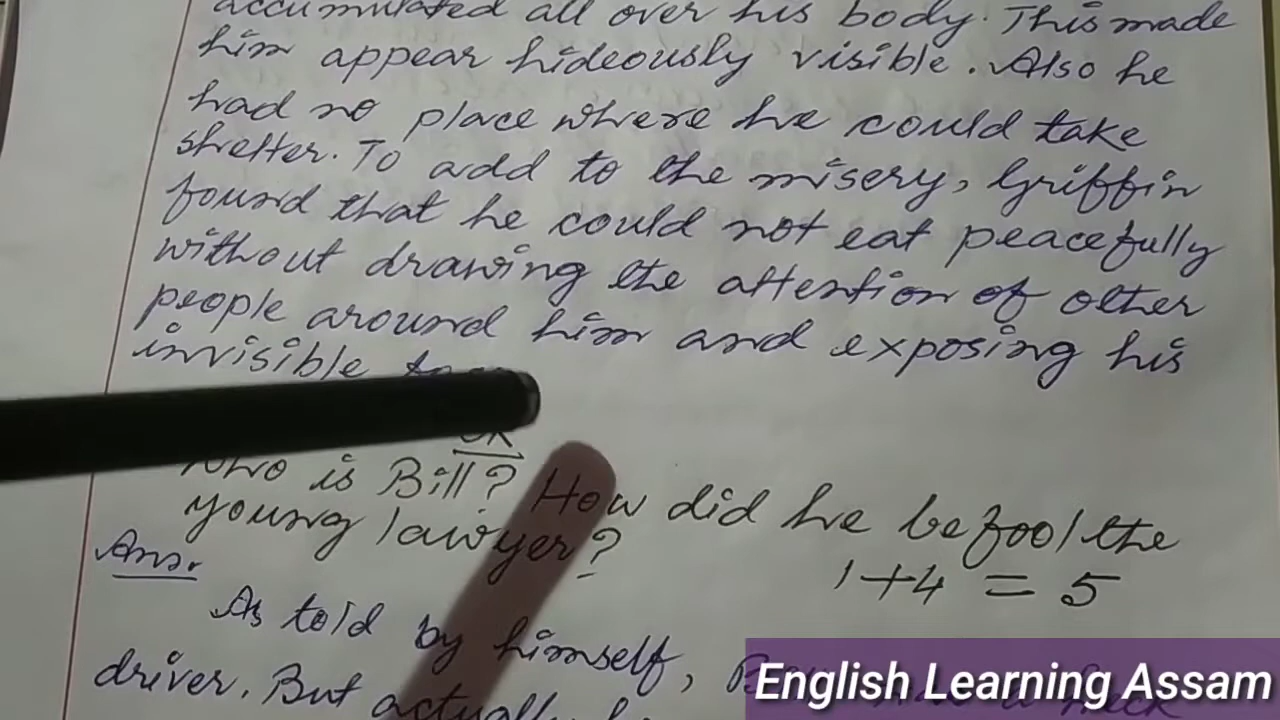 accumulated all over his body. This made
him appear hideously visible. Also he
had no place where he could take
shelter. To add to the misery, Griffin
found that he could not eat peacefully
without drawing the attention of other
people around him and exposing his
invisible
OR
Who is Bill? How did he befool the
young lawyer?
1+4 = 5
Ans.
As told by himself,
driver. But actually
English Learning Assam